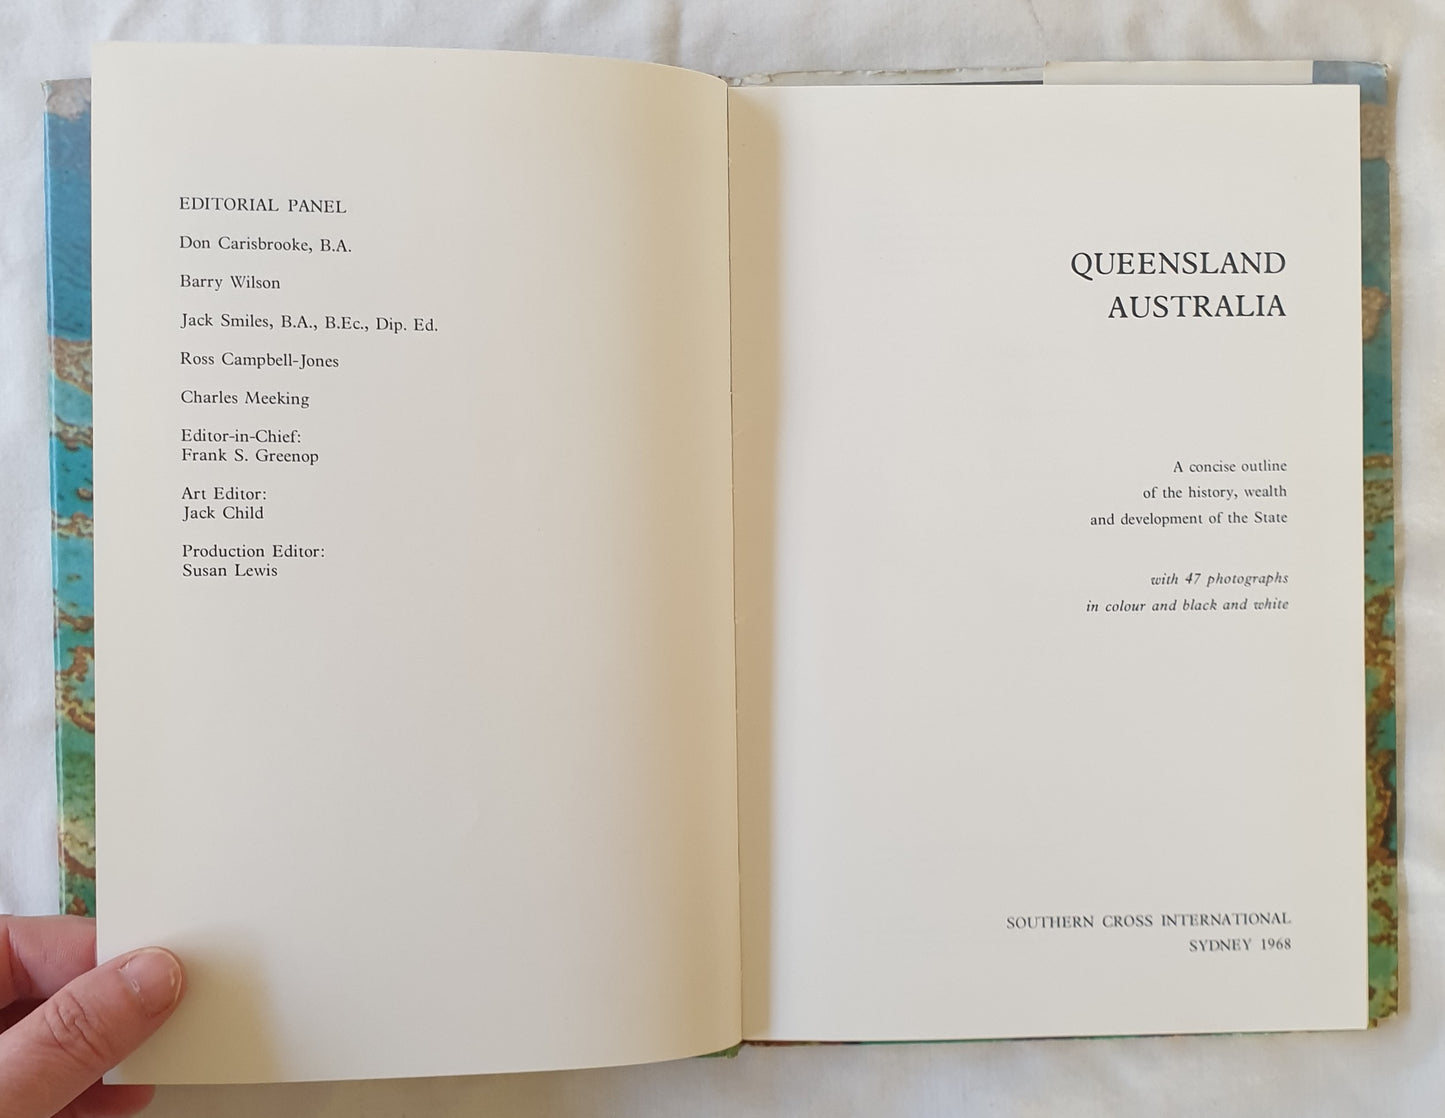 EDITORIAL PANEL
Don Carisbrooke, B.A.
Barry Wilson
Jack Smiles, B.A., B.Ec., Dip. Ed.
Ross Campbell-Jones
Charles Meeking
Editor-in-Chief:
Frank S. Greenop
Art Editor:
Jack Child
Production Editor:
Susan Lewis
QUEENSLAND
AUSTRALIA
A concise outline
of the history, wealth
and development of the State
with 47 photographs
in colour and black and white
SOUTHERN CROSS INTERNATIONAL
SYDNEY 1968